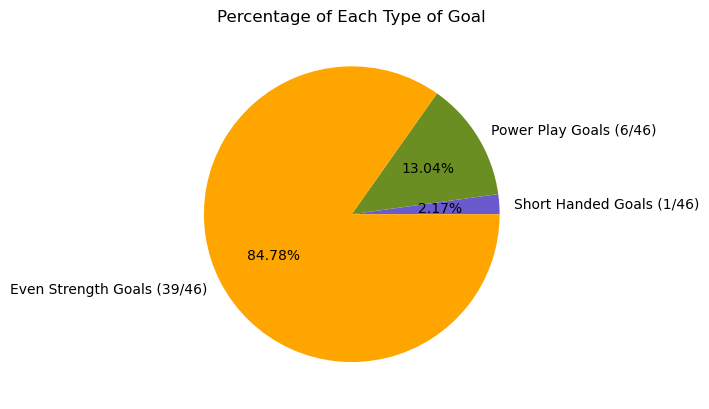 Percentage of Each Type of Goal
Power Play Goals (6/46)
13.04%
Short Handed Goals (1/46)
2.17%
84.78%
Even Strength Goals (39/46)